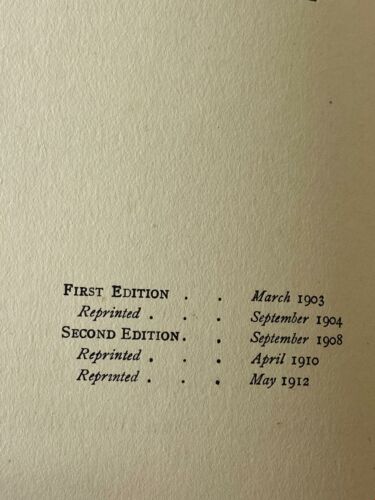 FIRST EDITION . . March 1903
Reprinted . . . September 1904
SECOND EDITION . . September 1908
Reprinted . . . April 1910
Reprinted . . . May 1912